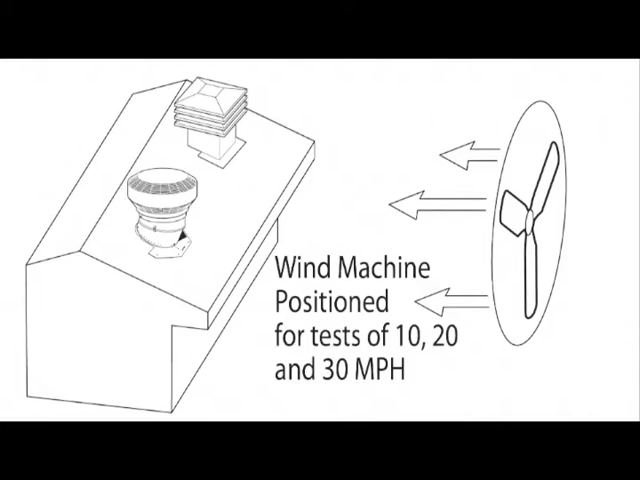 Wind Machine
Positioned
for tests of 10, 20
and 30 MPH